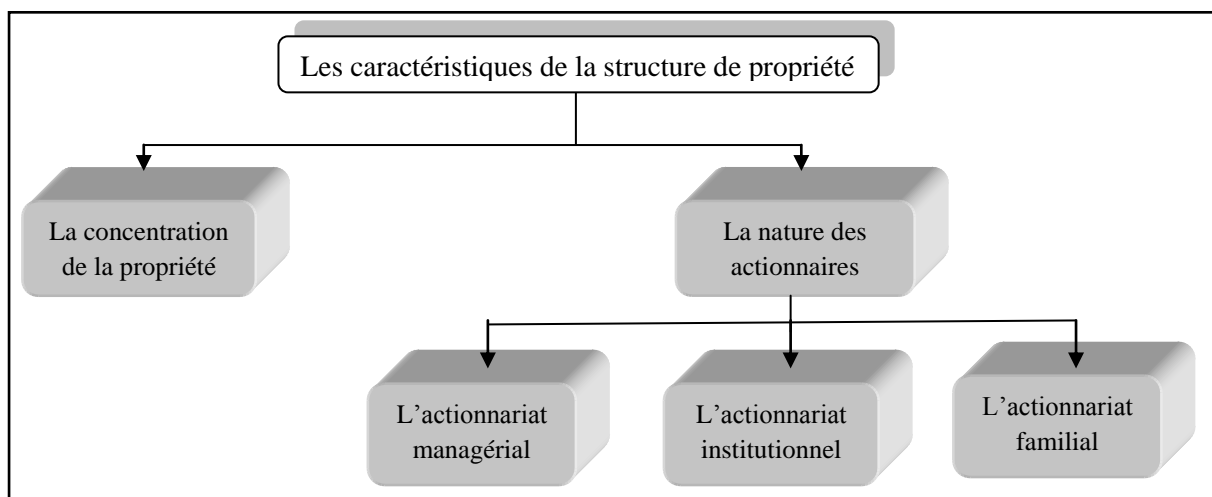 Les caractéristiques de la structure de propriété
La concentration
de la propriété
La nature des
actionnaires
L’actionnariat
managérial
L’actionnariat
institutionnel
L’actionnariat
familial